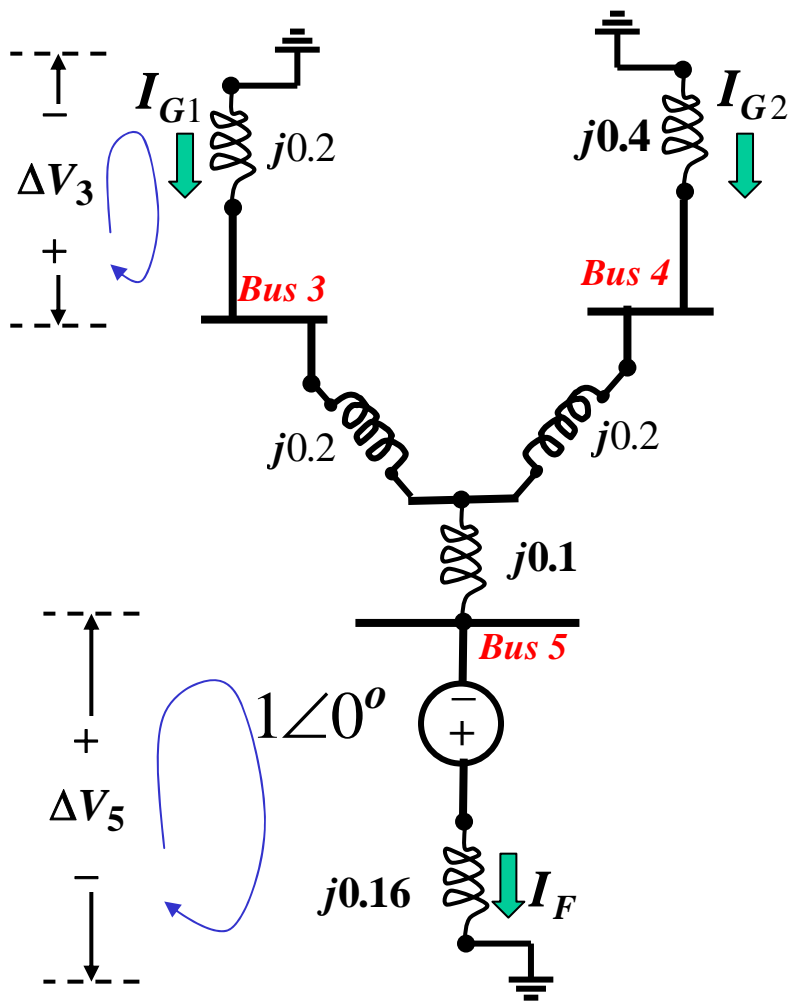 I_G1
j0.2
j0.4
I_G2
−
ΔV_3
+
Bus 3
Bus 4
j0.2
j0.2
j0.1
Bus 5
1∠0^o
−
+
+
ΔV_5
−
j0.16
I_F